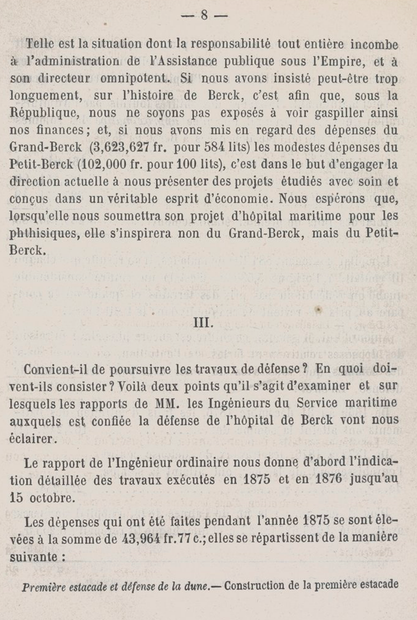 — 8 —
Telle est la situation dont la responsabilité tout entière incombe
à l'administration de l'Assistance publique sous l'Empire, et à
son directeur omnipotent. Si nous avons insisté peut-être trop
longuement, sur l'histoire de Berck, c'est afin que, sous la
République, nous ne soyons pas exposés à voir gaspiller ainsi
nos finances ; et, si nous avons mis en regard des dépenses du
Grand-Berck (3,623,627 fr. pour 584 lits) les modestes dépenses du
Petit-Berck (102,000 fr. pour 100 lits), c'est dans le but d'engager la
direction actuelle à nous présenter des projets étudiés avec soin et
conçus dans un véritable esprit d'économie. Nous espérons que,
lorsqu'elle nous soumettra son projet d'hôpital maritime pour les
phthisiques, elle s'inspirera non du Grand-Berck, mais du Petit-
Berck.
III.
Convient-il de poursuivre les travaux de défense ? En quoi doi-
vent-ils consister ? Voilà deux points qu'il s'agit d'examiner et sur
lesquels les rapports de MM. les Ingénieurs du Service maritime
auxquels est confiée la défense de l'hôpital de Berck vont nous
éclairer.
Le rapport de l'Ingénieur ordinaire nous donne d'abord l'indica-
tion détaillée des travaux exécutés en 1875 et en 1876 jusqu'au
15 octobre.
Les dépenses qui ont été faites pendant l'année 1875 se sont éle-
vées à la somme de 43,964 fr. 77 c.; elles se répartissent de la manière
suivante :
Première estacade et défense de la dune. — Construction de la première estacade